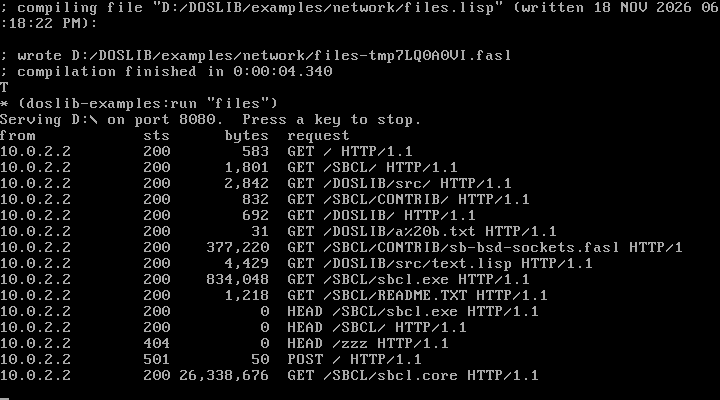 ; compiling file "D:/DOSLIB/examples/network/files.lisp" (written 18 NOV 2026 06
:18:22 PM):
; wrote D:/DOSLIB/examples/network/files-tmp7LQ0A0VI.fasl
; compilation finished in 0:00:04.340
T
* (doslib-examples:run "files")
Serving D:\ on port 8080.  Press a key to stop.
from             sts       bytes  request
10.0.2.2         200         583  GET / HTTP/1.1
10.0.2.2         200       1,801  GET /SBCL/ HTTP/1.1
10.0.2.2         200       2,842  GET /DOSLIB/src/ HTTP/1.1
10.0.2.2         200         832  GET /SBCL/CONTRIB/ HTTP/1.1
10.0.2.2         200         692  GET /DOSLIB/ HTTP/1.1
10.0.2.2         200          31  GET /DOSLIB/a%20b.txt HTTP/1.1
10.0.2.2         200     377,220  GET /SBCL/CONTRIB/sb-bsd-sockets.fasl HTTP/1
10.0.2.2         200       4,429  GET /DOSLIB/src/text.lisp HTTP/1.1
10.0.2.2         200     834,048  GET /SBCL/sbcl.exe HTTP/1.1
10.0.2.2         200       1,218  GET /SBCL/README.TXT HTTP/1.1
10.0.2.2         200           0  HEAD /SBCL/sbcl.exe HTTP/1.1
10.0.2.2         200           0  HEAD /SBCL/ HTTP/1.1
10.0.2.2         404           0  HEAD /zzz HTTP/1.1
10.0.2.2         501          50  POST / HTTP/1.1
10.0.2.2         200  26,338,676  GET /SBCL/sbcl.core HTTP/1.1